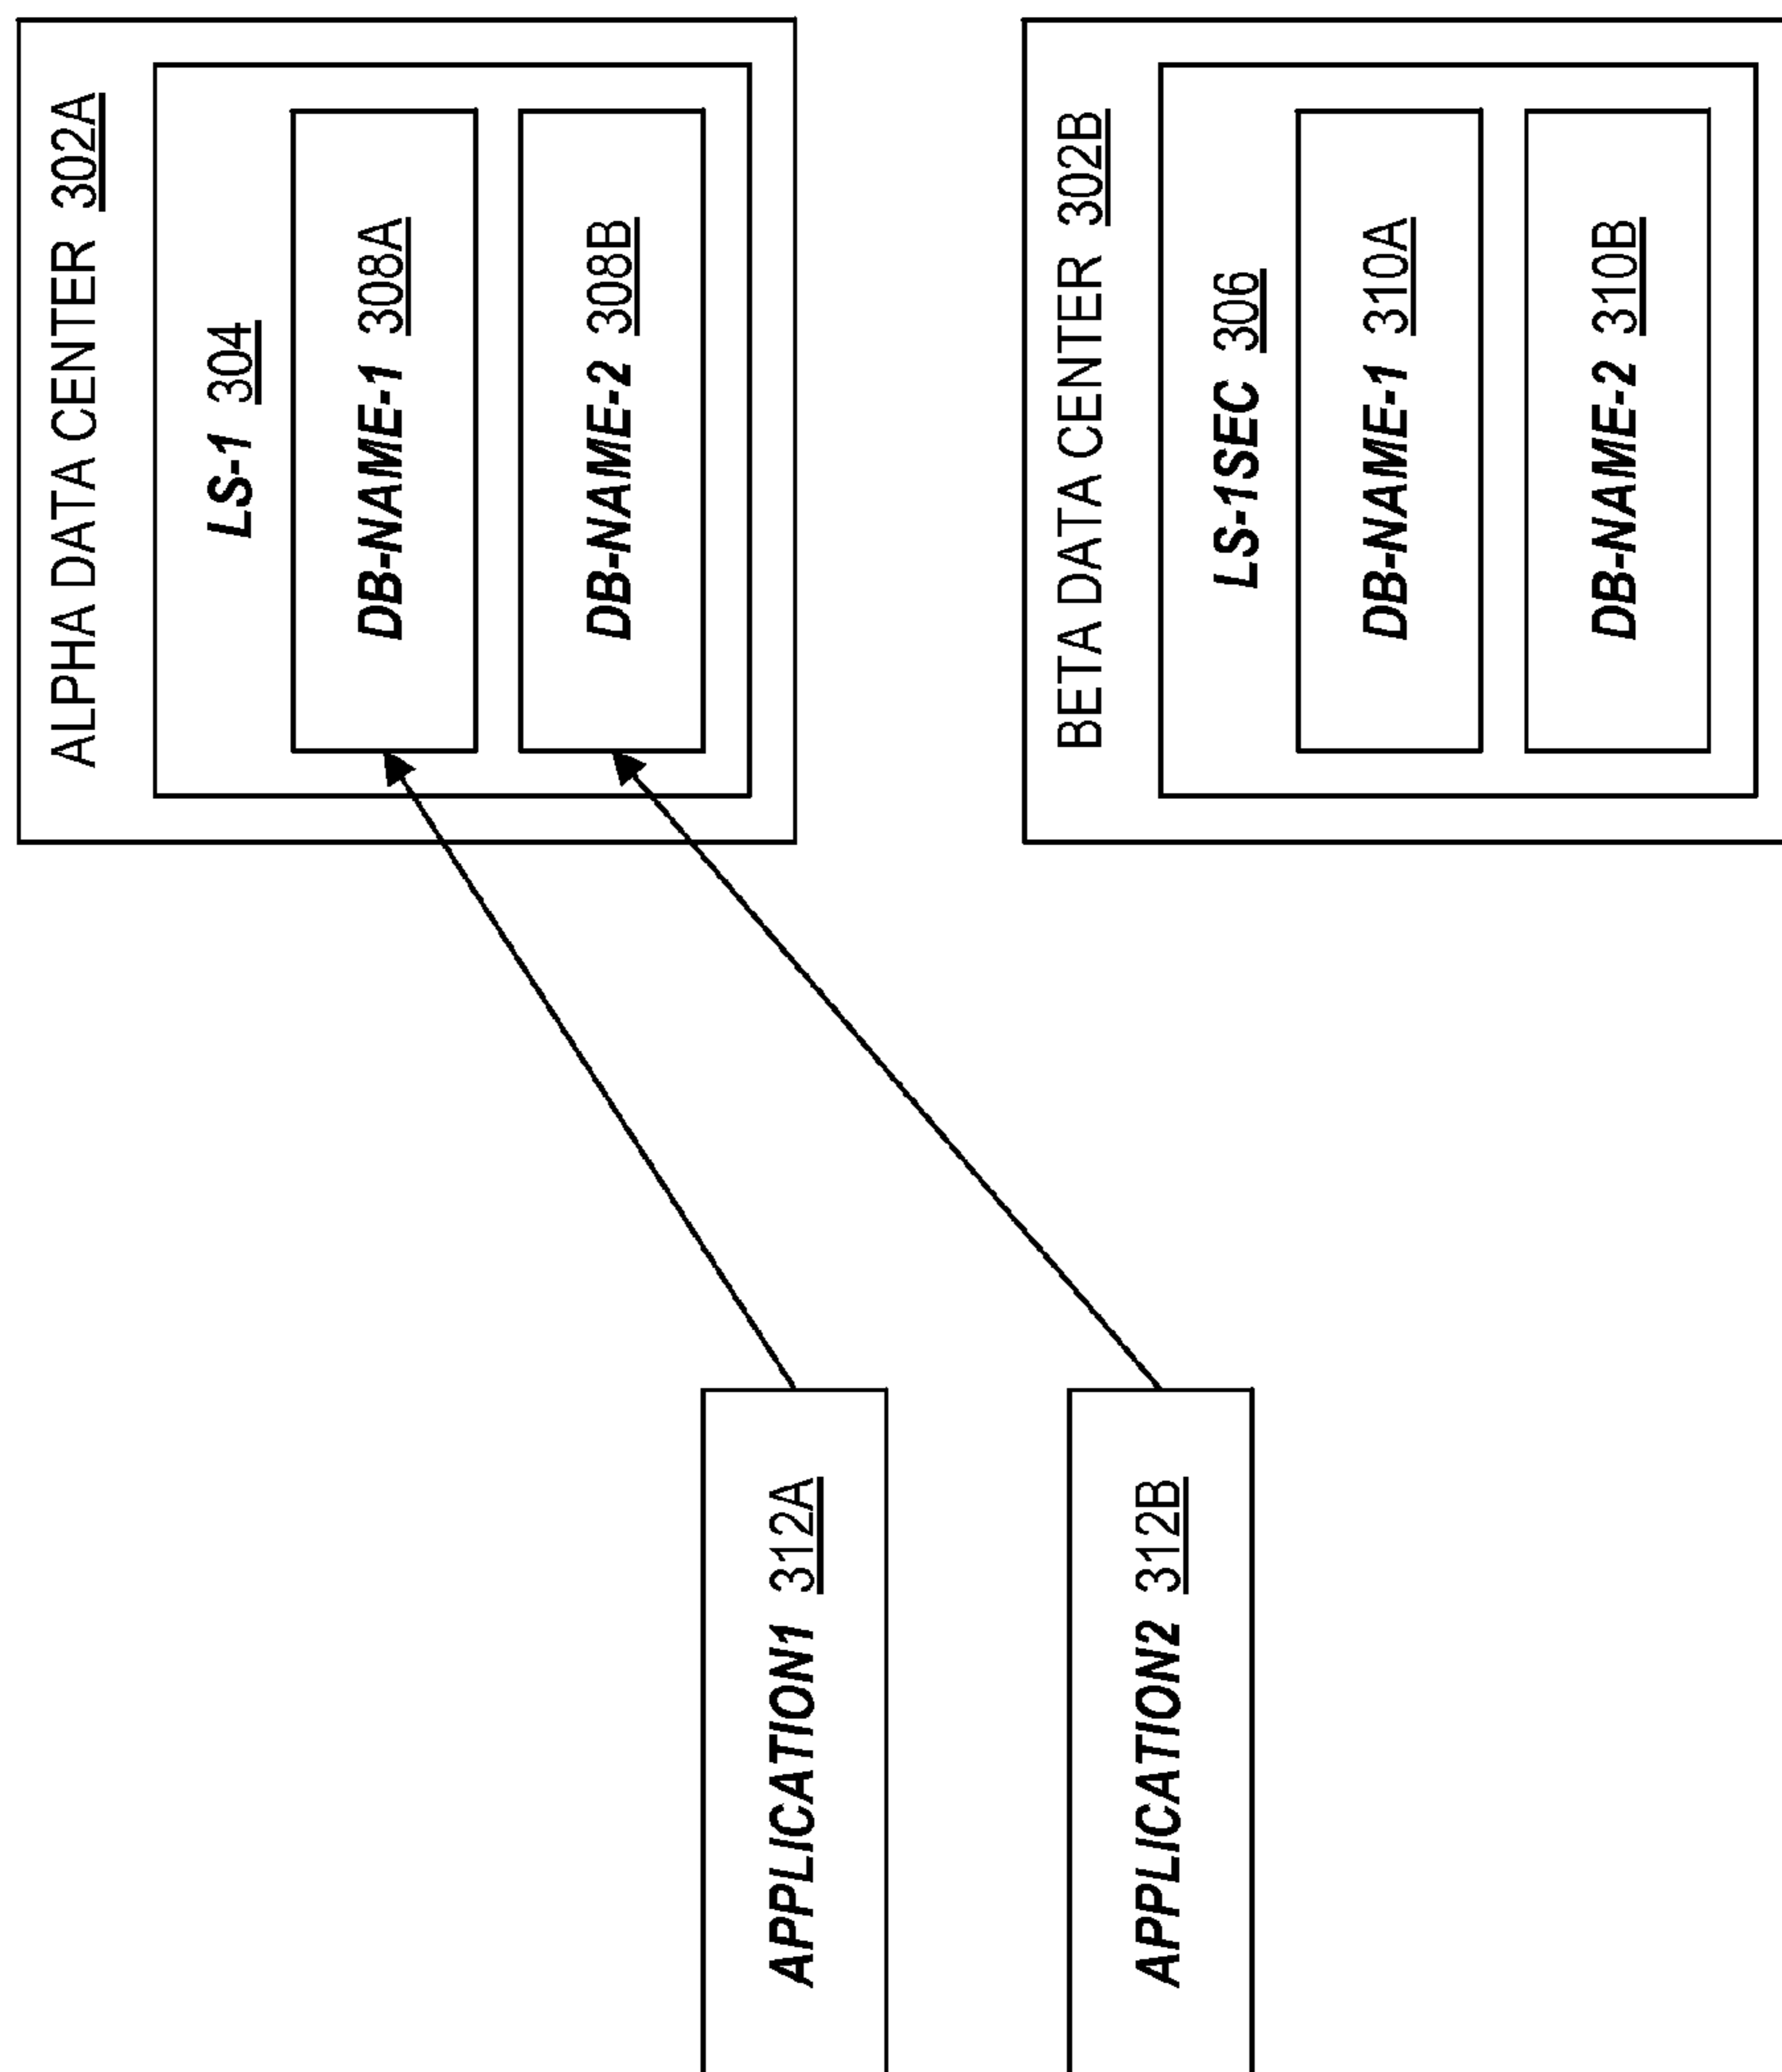 ALPHA DATA CENTER 302A
LS-1 304
DB-NAME-1 308A
DB-NAME-2 308B
BETA DATA CENTER 302B
LS-1SEC 306
DB-NAME-1 310A
DB-NAME-2 310B
APPLICATION1 312A
APPLICATION2 312B